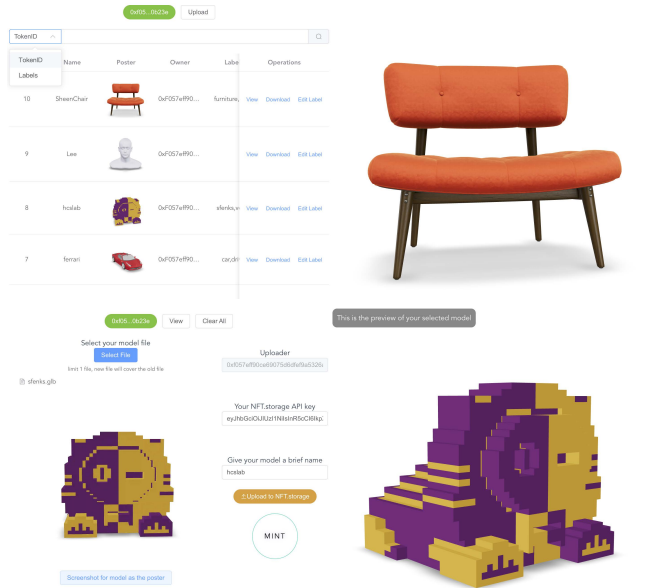 0xf05...0b23e Upload
TokenID
TokenID
Labels
Name Poster Owner Labe Operations
10 SheenChair 0xF057eff90... furniture, View Download Edit Label
9 Lee 0xF057eff90... View Download Edit Label
8 hcslab 0xF057eff90... sfenks,v View Download Edit Label
7 ferrari 0xF057eff90... car,dri View Download Edit Label
0xf05...0b23e View Clear All
This is the preview of your selected model
Select your model file
Select File
limit 1 file, new file will cover the old file
sfenks.glb
Uploader
Your NFT.storage API key
Give your model a brief name
hcslab
Upload to NFT.storage
MINT
Screenshot for model as the poster